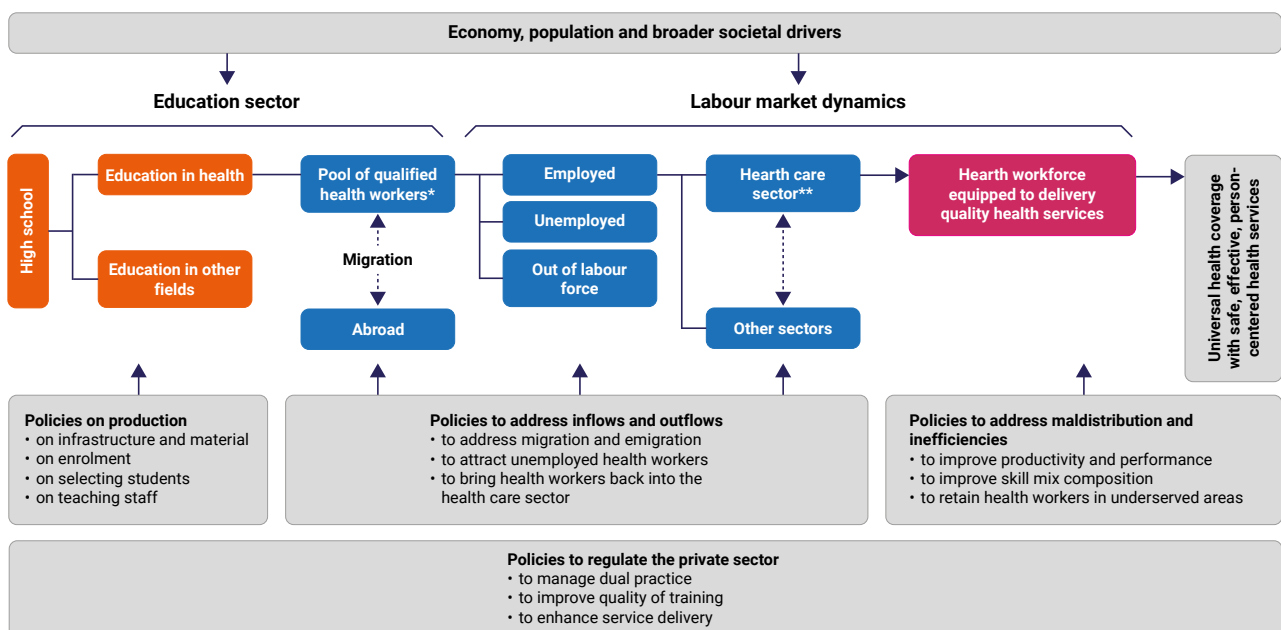 Economy, population and broader societal drivers
Education sector
Labour market dynamics
High school
Education in health
Education in other
fields
Pool of qualified
health workers*
Migration
Abroad
Employed
Unemployed
Out of labour
force
Hearth care
sector**
Other sectors
Hearth workforce
equipped to delivery
quality health services
Universal health coverage
with safe, effective, person-
centered health services
Policies on production
• on infrastructure and material
• on enrolment
• on selecting students
• on teaching staff
Policies to address inflows and outflows
• to address migration and emigration
• to attract unemployed health workers
• to bring health workers back into the
health care sector
Policies to address maldistribution and
inefficiencies
• to improve productivity and performance
• to improve skill mix composition
• to retain health workers in underserved areas
Policies to regulate the private sector
• to manage dual practice
• to improve quality of training
• to enhance service delivery